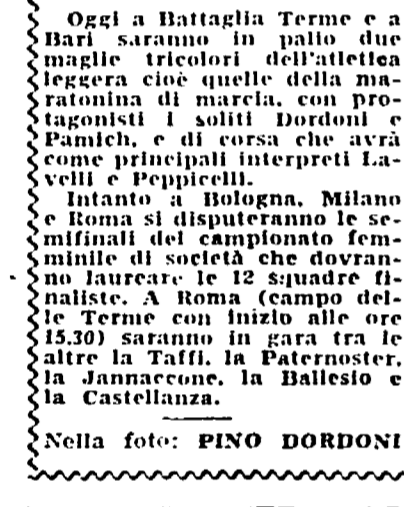 Oggi a Battaglia Terme e a
Bari saranno in palio due
maglie tricolori dell'atletica
leggera cioè quelle della ma-
ratonina di marcia, con pro-
tagonisti i soliti Dordoni e
Pamich, e di corsa che avrà
come principali interpreti La-
velli e Peppicelli.
Intanto a Bologna, Milano
e Roma si disputeranno le se-
mifinali del campionato fem-
minile di società che dovran-
no laureare le 12 squadre fi-
naliste. A Roma (campo del-
le Terme con inizio alle ore
15.30) saranno in gara tra le
altre la Taffi, la Paternoster,
la Jannaccone, la Ballesio e
la Castellanza.
Nella foto: PINO DORDONI